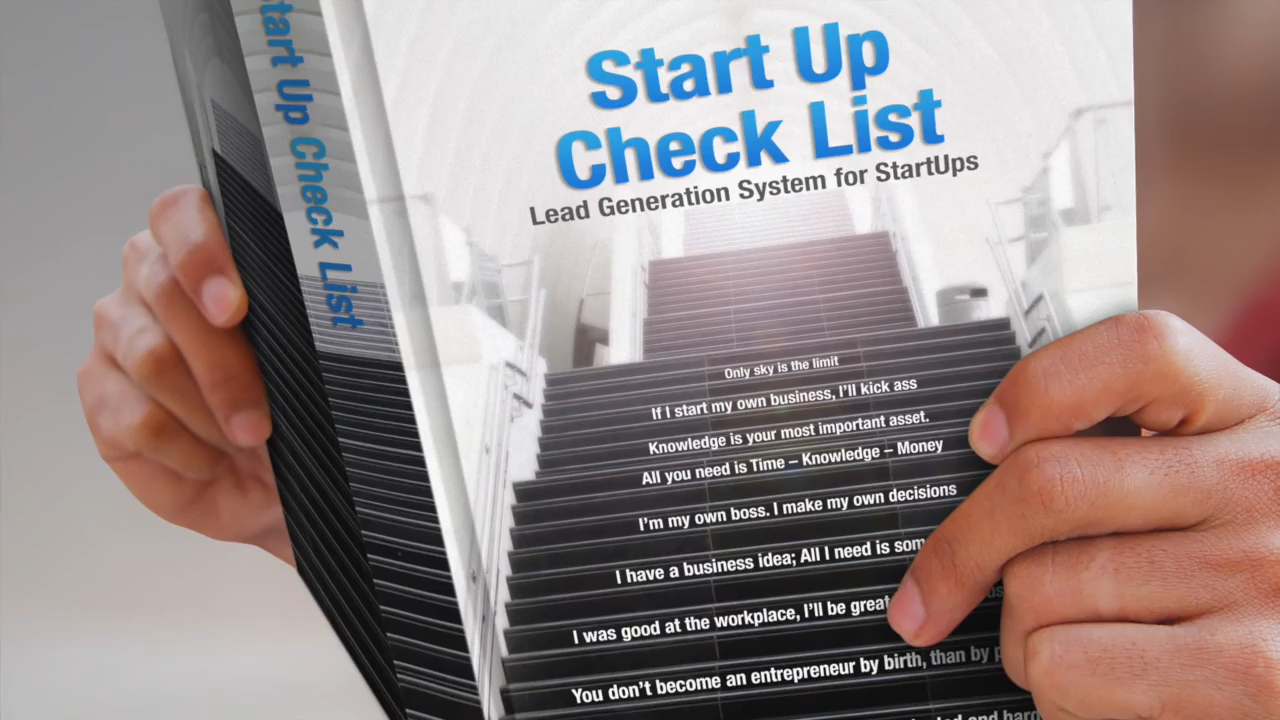 Start Up Check List
Start Up
Check List
Lead Generation System for StartUps
Only sky is the limit
If I start my own business, I'll kick ass
Knowledge is your most important asset.
All you need is Time – Knowledge – Money
I'm my own boss. I make my own decisions
I have a business idea; All I need is
I was good at the workplace, I'll be great
You don't become an entrepreneur by birth, than by
and